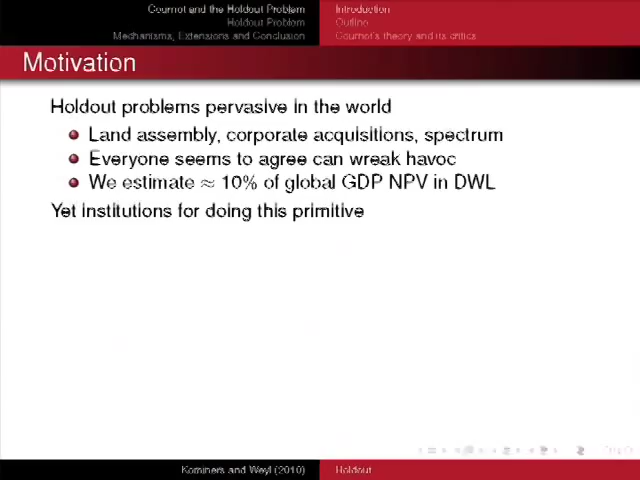 Cournot and the Holdout Problem
Holdout Problem
Mechanisms, Extensions and Conclusion
Introduction
Outline
Cournot's theory and its critics
Motivation
Holdout problems pervasive in the world
Land assembly, corporate acquisitions, spectrum
Everyone seems to agree can wreak havoc
We estimate ≈ 10% of global GDP NPV in DWL
Yet institutions for doing this primitive
Kominers and Weyl (2010)
Holdout